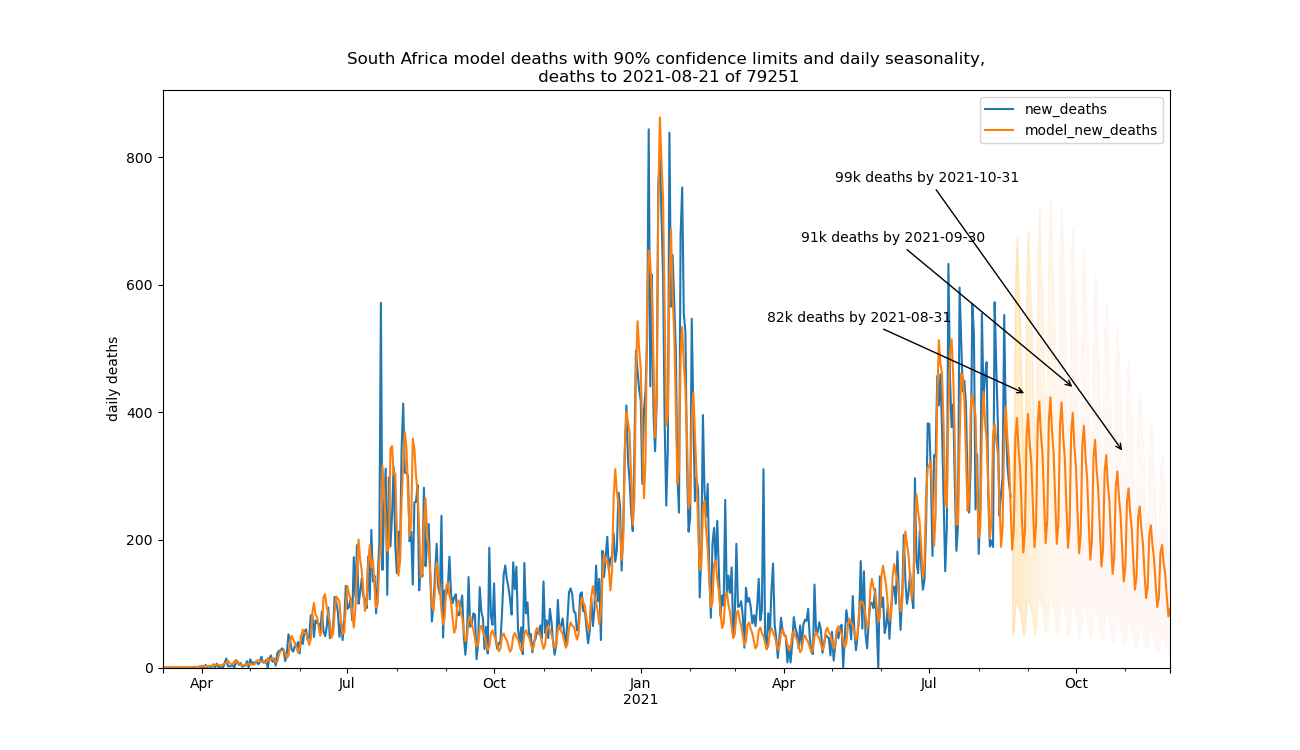 South Africa model deaths with 90% confidence limits and daily seasonality,
deaths to 2021-08-21 of 79251
new_deaths
model_new_deaths
99k deaths by 2021-10-31
91k deaths by 2021-09-30
82k deaths by 2021-08-31
daily deaths
800
600
400
200
0
Apr Jul Oct Jan Apr Jul Oct
2021